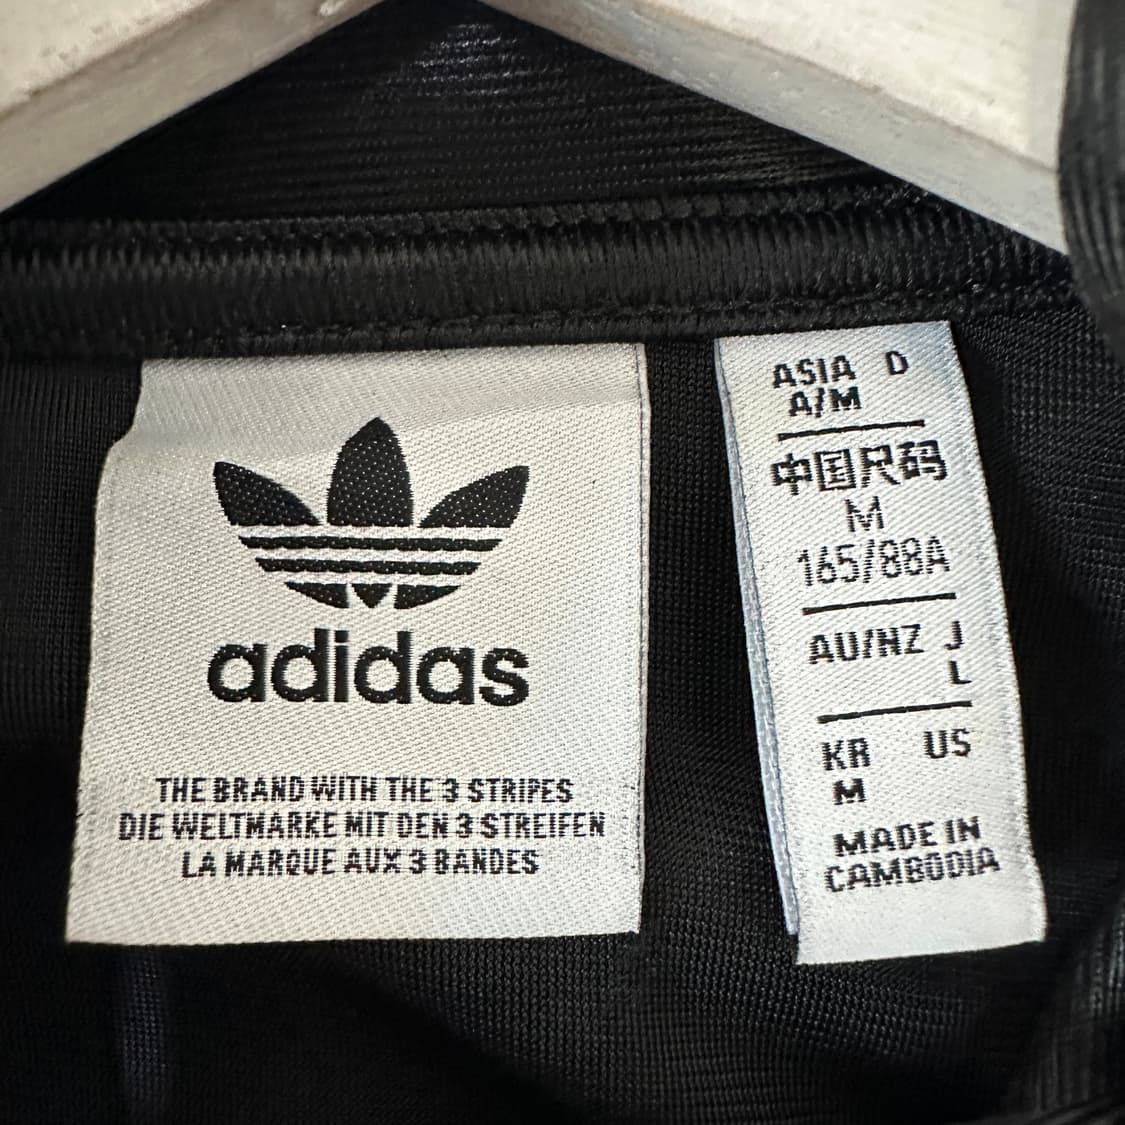 adidas
THE BRAND WITH THE 3 STRIPES
DIE WELTMARKE MIT DEN 3 STREIFEN
LA MARQUE AUX 3 BANDES
ASIA D
A/M
中国尺码
M
165/88A
AU/NZ J
L
KR US
M
MADE IN
CAMBODIA